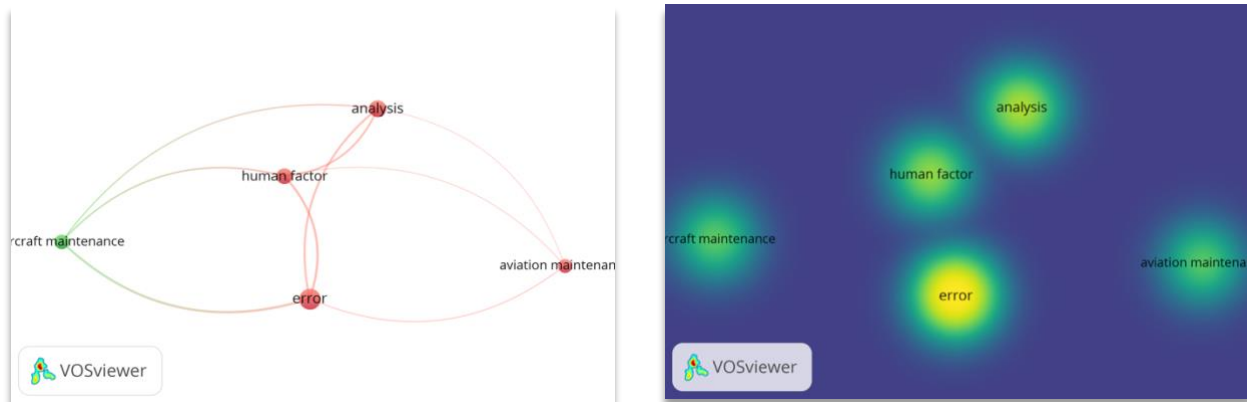 analysis
human factor
rcraft maintenance
aviation maintenan
error
VOSviewer
analysis
human factor
rcraft maintenance
aviation maintena
error
VOSviewer